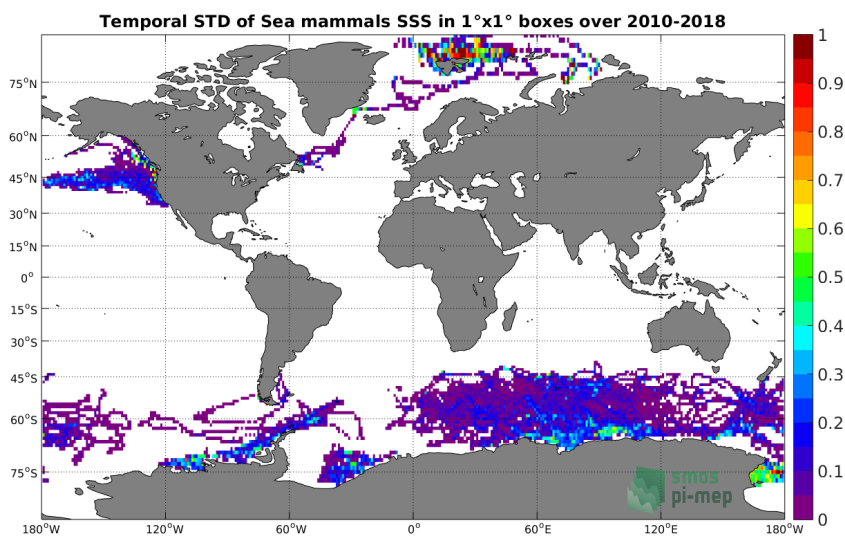 Temporal STD of Sea mammals SSS in 1°x1° boxes over 2010-2018
75°N
60°N
45°N
30°N
15°N
0°
15°S
30°S
45°S
60°S
75°S
180°W
120°W
60°W
0°
60°E
120°E
180°W
1
0.9
0.8
0.7
0.6
0.5
0.4
0.3
0.2
0.1
0
smos
pi-mep